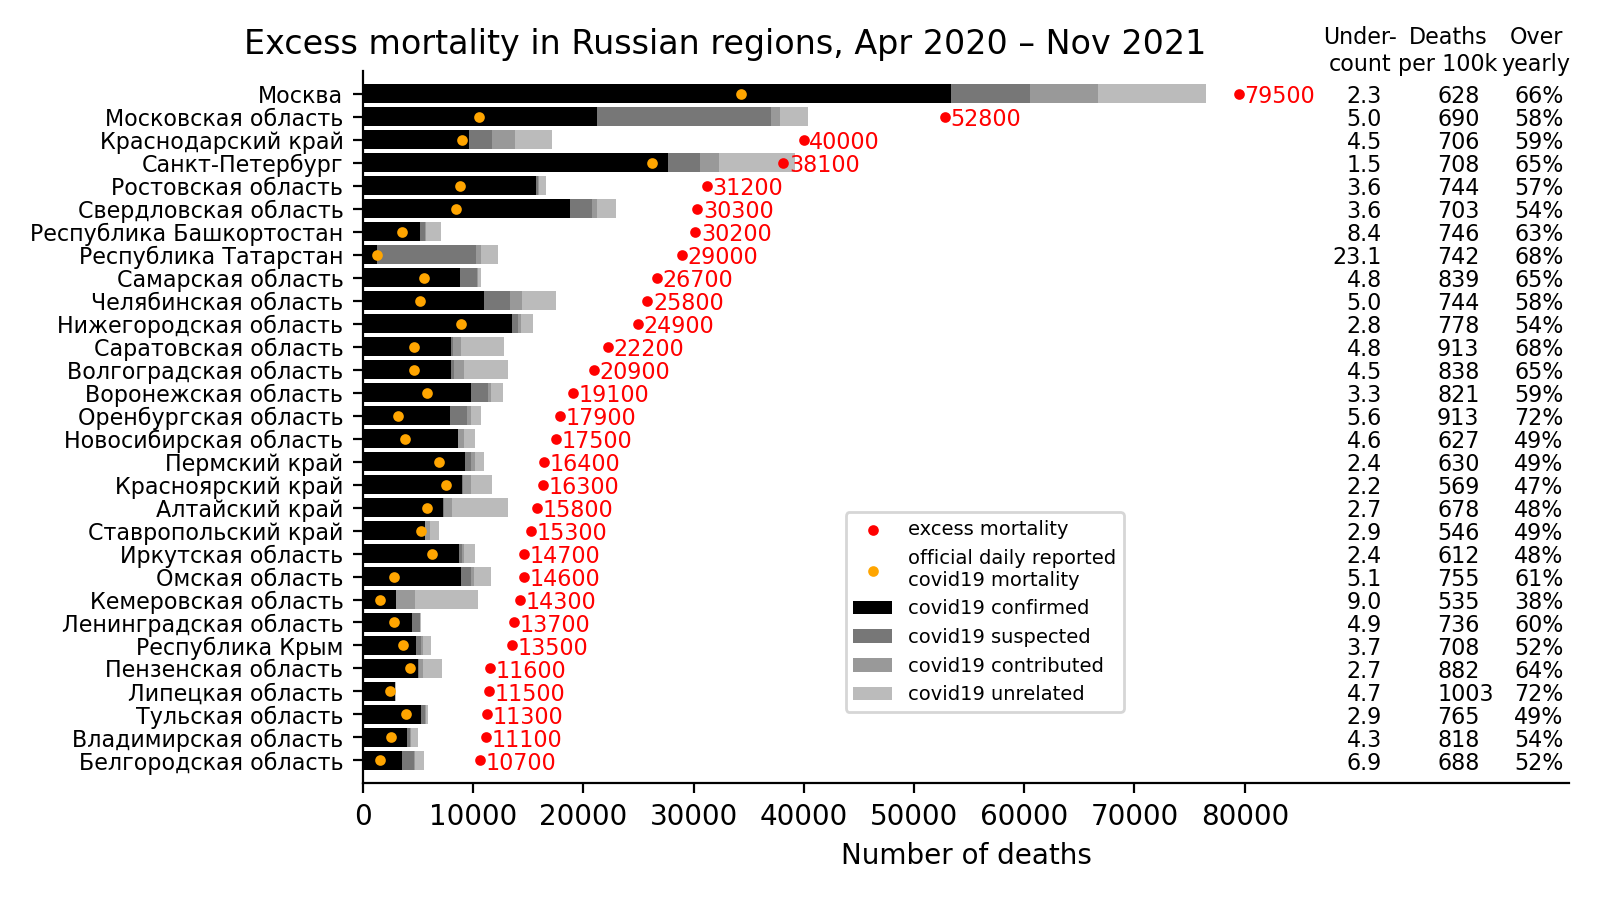 Excess mortality in Russian regions, Apr 2020 – Nov 2021
Under- Deaths Over
count per 100k yearly
Москва 79500 2.3 628 66%
Московская область 52800 5.0 690 58%
Краснодарский край 40000 4.5 706 59%
Санкт-Петербург 38100 1.5 708 65%
Ростовская область 31200 3.6 744 57%
Свердловская область 30300 3.6 703 54%
Республика Башкортостан 30200 8.4 746 63%
Республика Татарстан 29000 23.1 742 68%
Самарская область 26700 4.8 839 65%
Челябинская область 25800 5.0 744 58%
Нижегородская область 24900 2.8 778 54%
Саратовская область 22200 4.8 913 68%
Волгоградская область 20900 4.5 838 65%
Воронежская область 19100 3.3 821 59%
Оренбургская область 17900 5.6 913 72%
Новосибирская область 17500 4.6 627 49%
Пермский край 16400 2.4 630 49%
Красноярский край 16300 2.2 569 47%
Алтайский край 15800 2.7 678 48%
Ставропольский край 15300 2.9 546 49%
Иркутская область 14700 2.4 612 48%
Омская область 14600 5.1 755 61%
Кемеровская область 14300 9.0 535 38%
Ленинградская область 13700 4.9 736 60%
Республика Крым 13500 3.7 708 52%
Пензенская область 11600 2.7 882 64%
Липецкая область 11500 4.7 1003 72%
Тульская область 11300 2.9 765 49%
Владимирская область 11100 4.3 818 54%
Белгородская область 10700 6.9 688 52%
excess mortality
official daily reported
covid19 mortality
covid19 confirmed
covid19 suspected
covid19 contributed
covid19 unrelated
0 10000 20000 30000 40000 50000 60000 70000 80000
Number of deaths